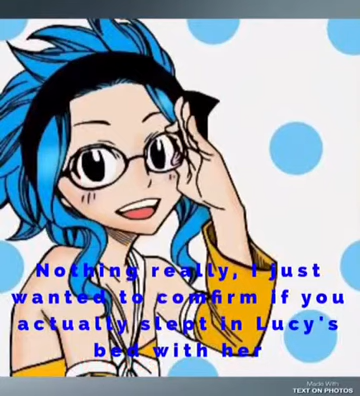 Nothing really, I just
wanted to comfirm if you
actually slept in Lucy's
bed with her
Made With
TEXT ON PHOTOS